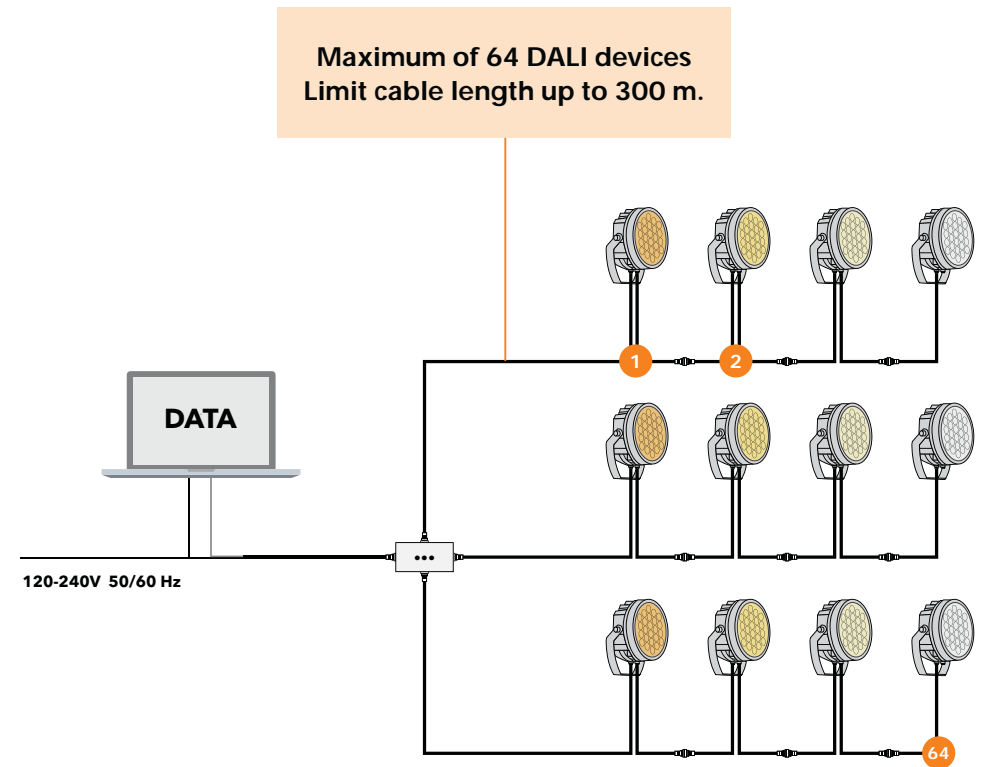 Maximum of 64 DALI devices
Limit cable length up to 300 m.
1
2
DATA
120-240V 50/60 Hz
64